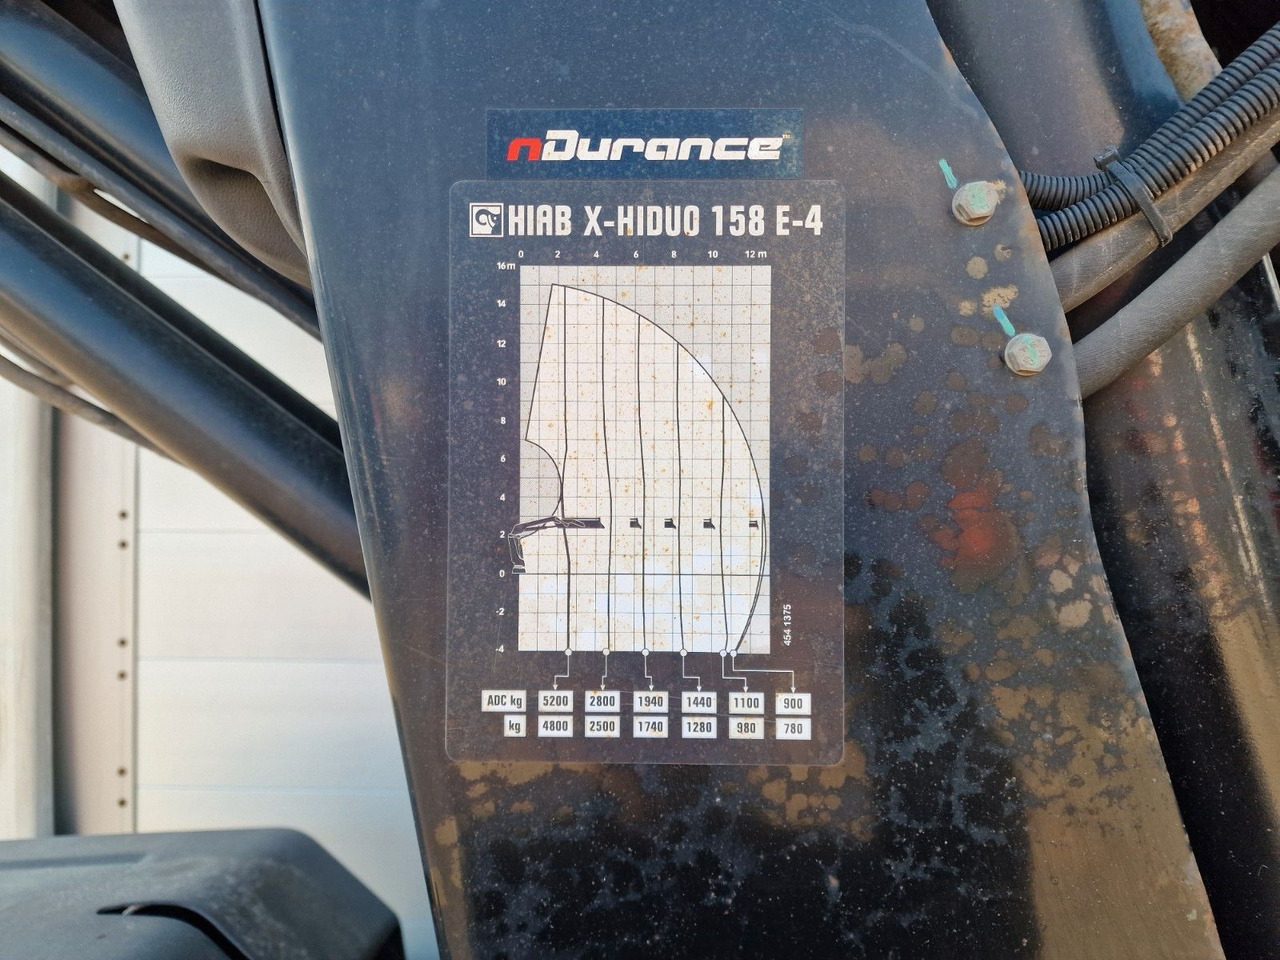 nDurance™
HIAB X-HIDUO 158 E-4
0 2 4 6 8 10 12 m
16 m
14
12
10
8
6
4
2
0
-2
-4
454 1375
ADC kg 5200 2800 1940 1440 1100 900
kg 4800 2500 1740 1280 980 780